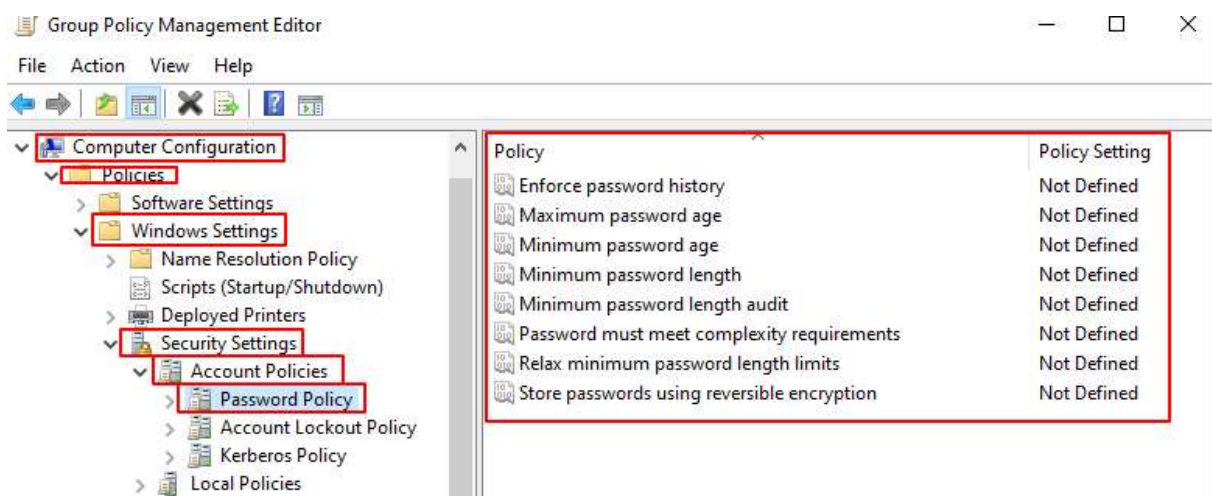 Group Policy Management Editor
File Action View Help
Computer Configuration
Policies
Software Settings
Windows Settings
Name Resolution Policy
Scripts (Startup/Shutdown)
Deployed Printers
Security Settings
Account Policies
Password Policy
Account Lockout Policy
Kerberos Policy
Local Policies
Policy Policy Setting
Enforce password history Not Defined
Maximum password age Not Defined
Minimum password age Not Defined
Minimum password length Not Defined
Minimum password length audit Not Defined
Password must meet complexity requirements Not Defined
Relax minimum password length limits Not Defined
Store passwords using reversible encryption Not Defined